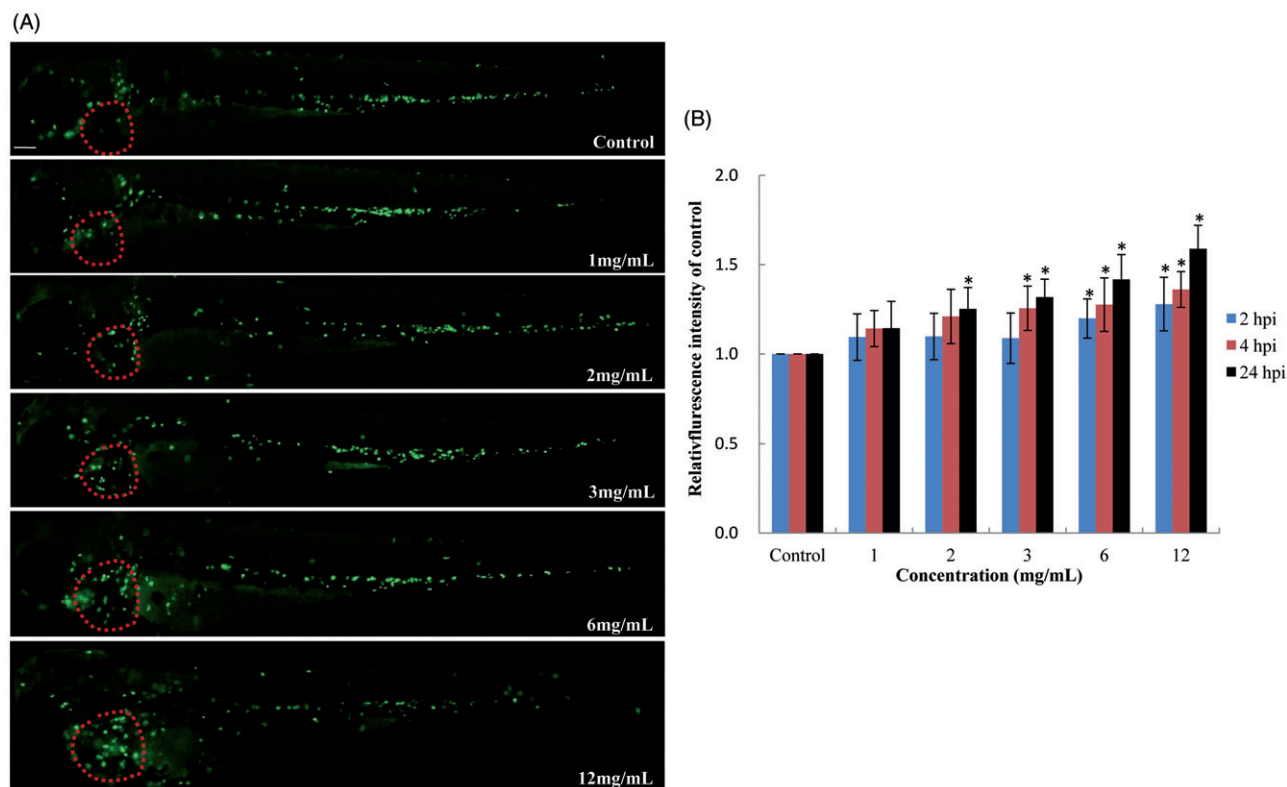 (A)
Control
1mg/mL
2mg/mL
3mg/mL
6mg/mL
12mg/mL
(B)
Relativflurescence intensity of control
2.0
1.5
1.0
0.5
0.0
* * * * * * * * *
Control 1 2 3 6 12
Concentration (mg/mL)
2 hpi
4 hpi
24 hpi